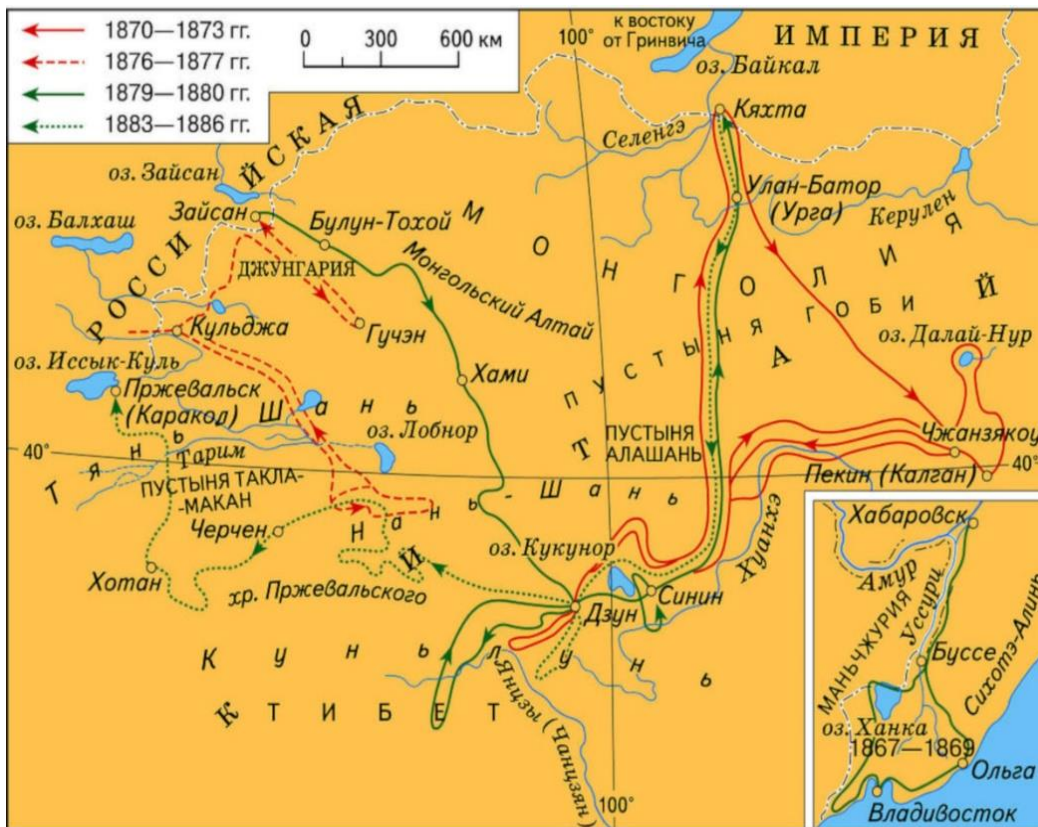 1870—1873 гг.
1876—1877 гг.
1879—1880 гг.
1883—1886 гг.
0 300 600 км
100°
к востоку
от Гринвича
ИМПЕРИЯ
оз. Байкал
Кяхта
Селенгэ
РОССИЙСКАЯ
оз. Зайсан
Зайсан
Булун-Тохой
Улан-Батор
(Урга)
Керулен
оз. Балхаш
МОНГОЛИЯ
ДЖУНГАРИЯ
Монгольский Алтай
Гучэн
Кульджа
ПУСТЫНЯ ГОБИ
оз. Далай-Нур
оз. Иссык-Куль
Пржевальск
(Каракол)
Хами
Тянь-Шань
оз. Лобнор
40°
Тарим
ПУСТЫНЯ
АЛАШАНЬ
Чжанзякоу
Пекин (Калган)
40°
ПУСТЫНЯ ТАКЛА-
-МАКАН
Черчен
Нань-Шань
Хуанхэ
Хотан
хр. Пржевальского
оз. Кукунор
Синин
Дзун
Куньлунь
КИТАЙ
ТИБЕТ
Янцзы (Чанцзян)
100°
Хабаровск
Амур
Уссури
МАНЬЧЖУРИЯ
Буссе
Сихотэ-Алинь
оз. Ханка
1867—1869
Ольга
Владивосток